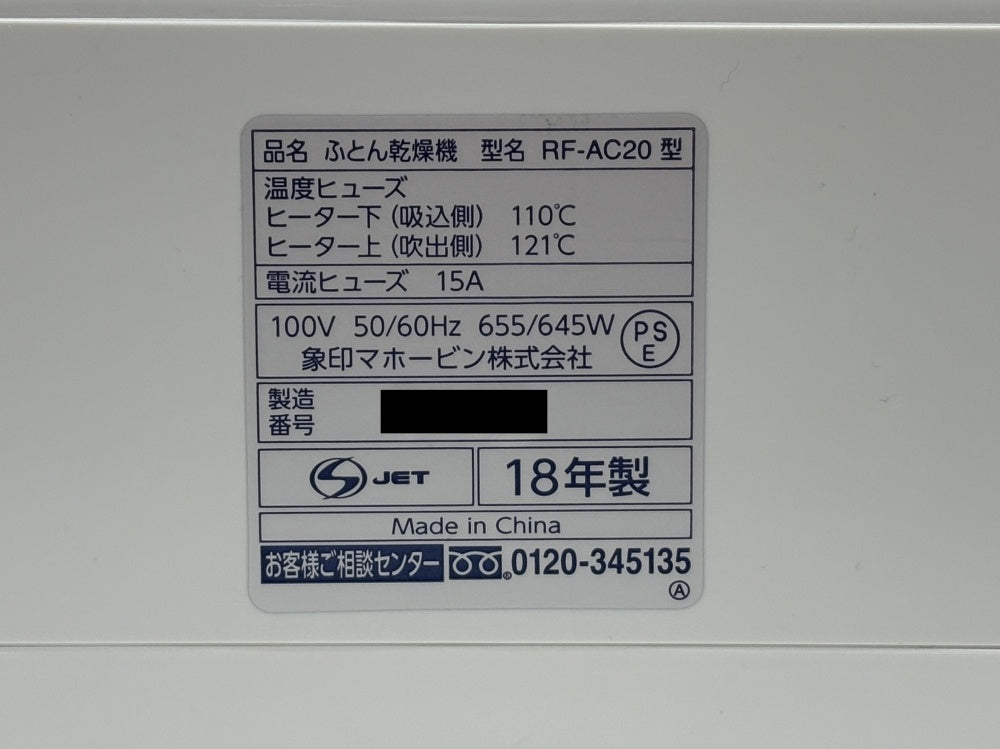 品名 ふとん乾燥機 型名 RF-AC20 型
温度ヒューズ
ヒーター下(吸込側) 110℃
ヒーター上(吹出側) 121℃
電流ヒューズ 15A
100V 50/60Hz 655/645W
象印マホービン株式会社
PS
E
製造
番号
S JET
18年製
Made in China
お客様ご相談センター 0120-345135
Ⓐ